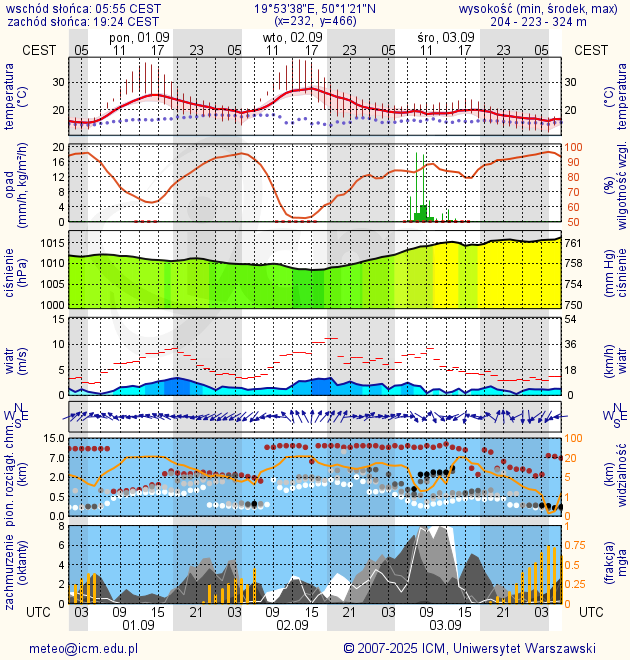 wschód słońca: 05:55 CEST 19°53'38"E, 50°1'21"N wysokość (min, środek, max)
zachód słońca: 19:24 CEST (x=232, y=466) 204 - 223 - 324 m
pon, 01.09 wto, 02.09 śro, 03.09
CEST 05 11 17 23 05 11 17 23 05 11 17 23 05 CEST
temperatura (°C) 30 20 30 20 (°C) temperatura
opad (mm/h, kg/m²/h) 20 16 12 8 4 0 100 90 80 70 60 50 (%) wilgotność wzgl.
ciśnienie (hPa) 1015 1010 1005 1000 761 758 754 750 (mm Hg) ciśnienie
wiatr (m/s) 15 10 5 0 54 36 18 0 (km/h) wiatr
N W E S N W E S
pion. rozciągł. chm. (km) 15.0 7.0 2.0 0.5 0.0 100 20 5 1 0 (km) widzialność
zachmurzenie (oktanty) 8 6 4 2 0 1 0.75 0.5 0.25 0 (frakcja) mgła
UTC 03 09 15 21 03 09 15 21 03 09 15 21 03 UTC
01.09 02.09 03.09
meteo@icm.edu.pl © 2007-2025 ICM, Uniwersytet Warszawski